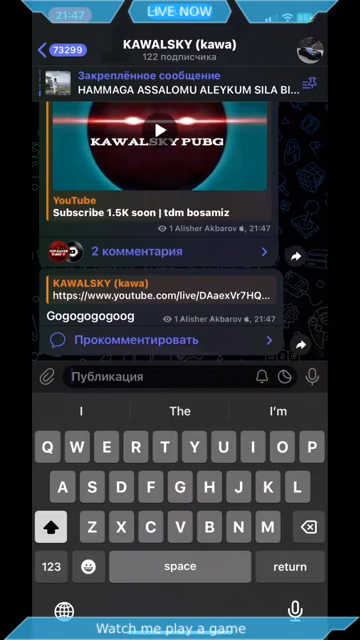 21:47
LIVE NOW
73299
KAWALSKY (kawa)
122 подписчика
Закреплённое сообщение
HAMMAGA ASSALOMU ALEYKUM SILA BI...
KAWALSKY PUBG
YouTube
Subscribe 1.5K soon | tdm bosamiz
1 Alisher Akbarov , 21:47
2 комментария
KAWALSKY (kawa)
https://www.youtube.com/live/DAaexVr7HQ...
Gogogogogoog
1 Alisher Akbarov , 21:47
Прокомментировать
Публикация
I The I'm
Q W E R T Y U I O P
A S D F G H J K L
Z X C V B N M
123 space return
Watch me play a game